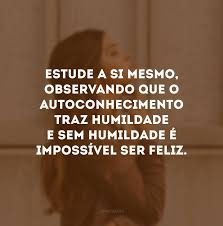 ESTUDE A SI MESMO,
OBSERVANDO QUE O
AUTOCONHECIMENTO
TRAZ HUMILDADE
E SEM HUMILDADE É
IMPOSSÍVEL SER FELIZ.